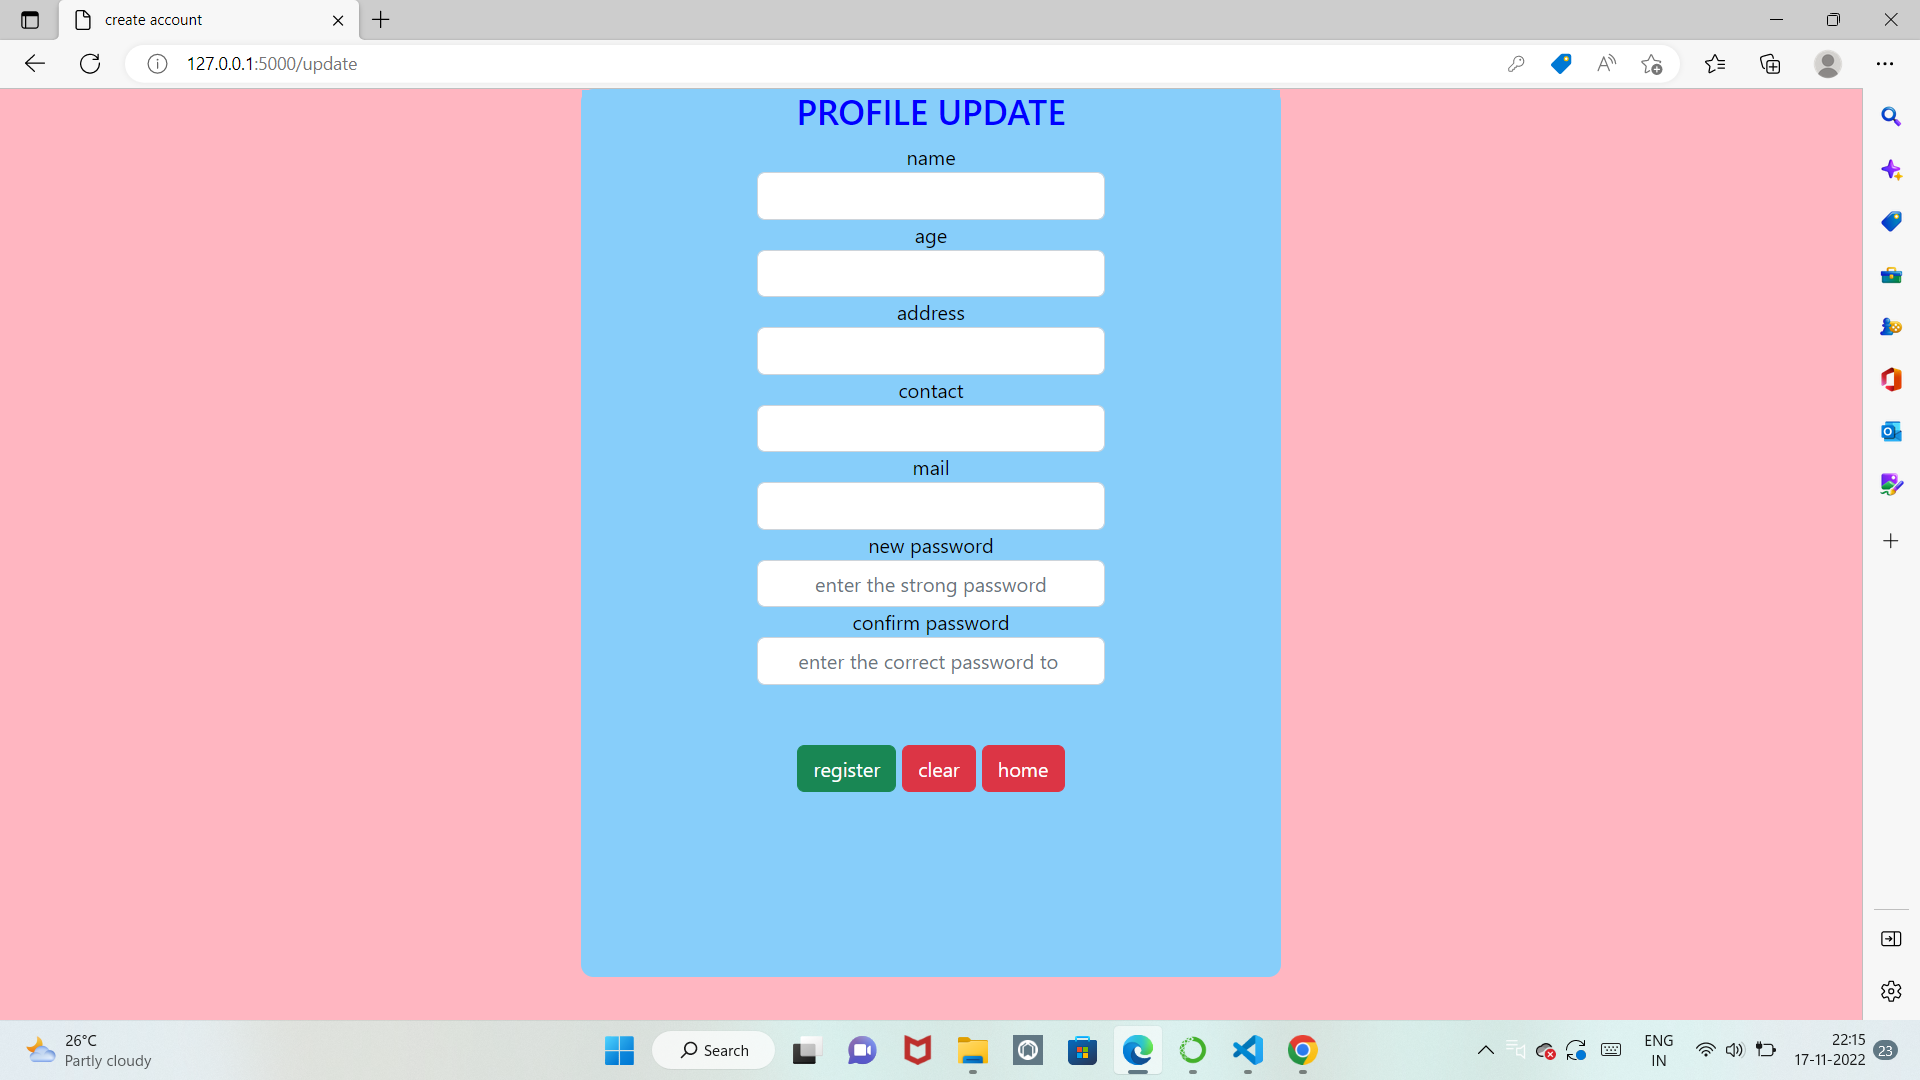 create account
127.0.0.1:5000/update
PROFILE UPDATE
name
age
address
contact
mail
new password
enter the strong password
confirm password
enter the correct password to
register clear home
26°C
Partly cloudy
Search
ENG
IN
22:15
17-11-2022
23